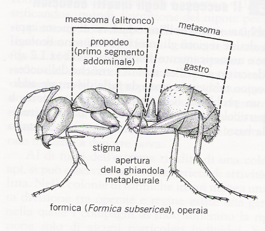 mesosoma (alitronco)
metasoma
propodeo
(primo segmento
addominale)
gastro
stigma
apertura
della ghiandola
metapleurale
formica (Formica subsericea), operaia